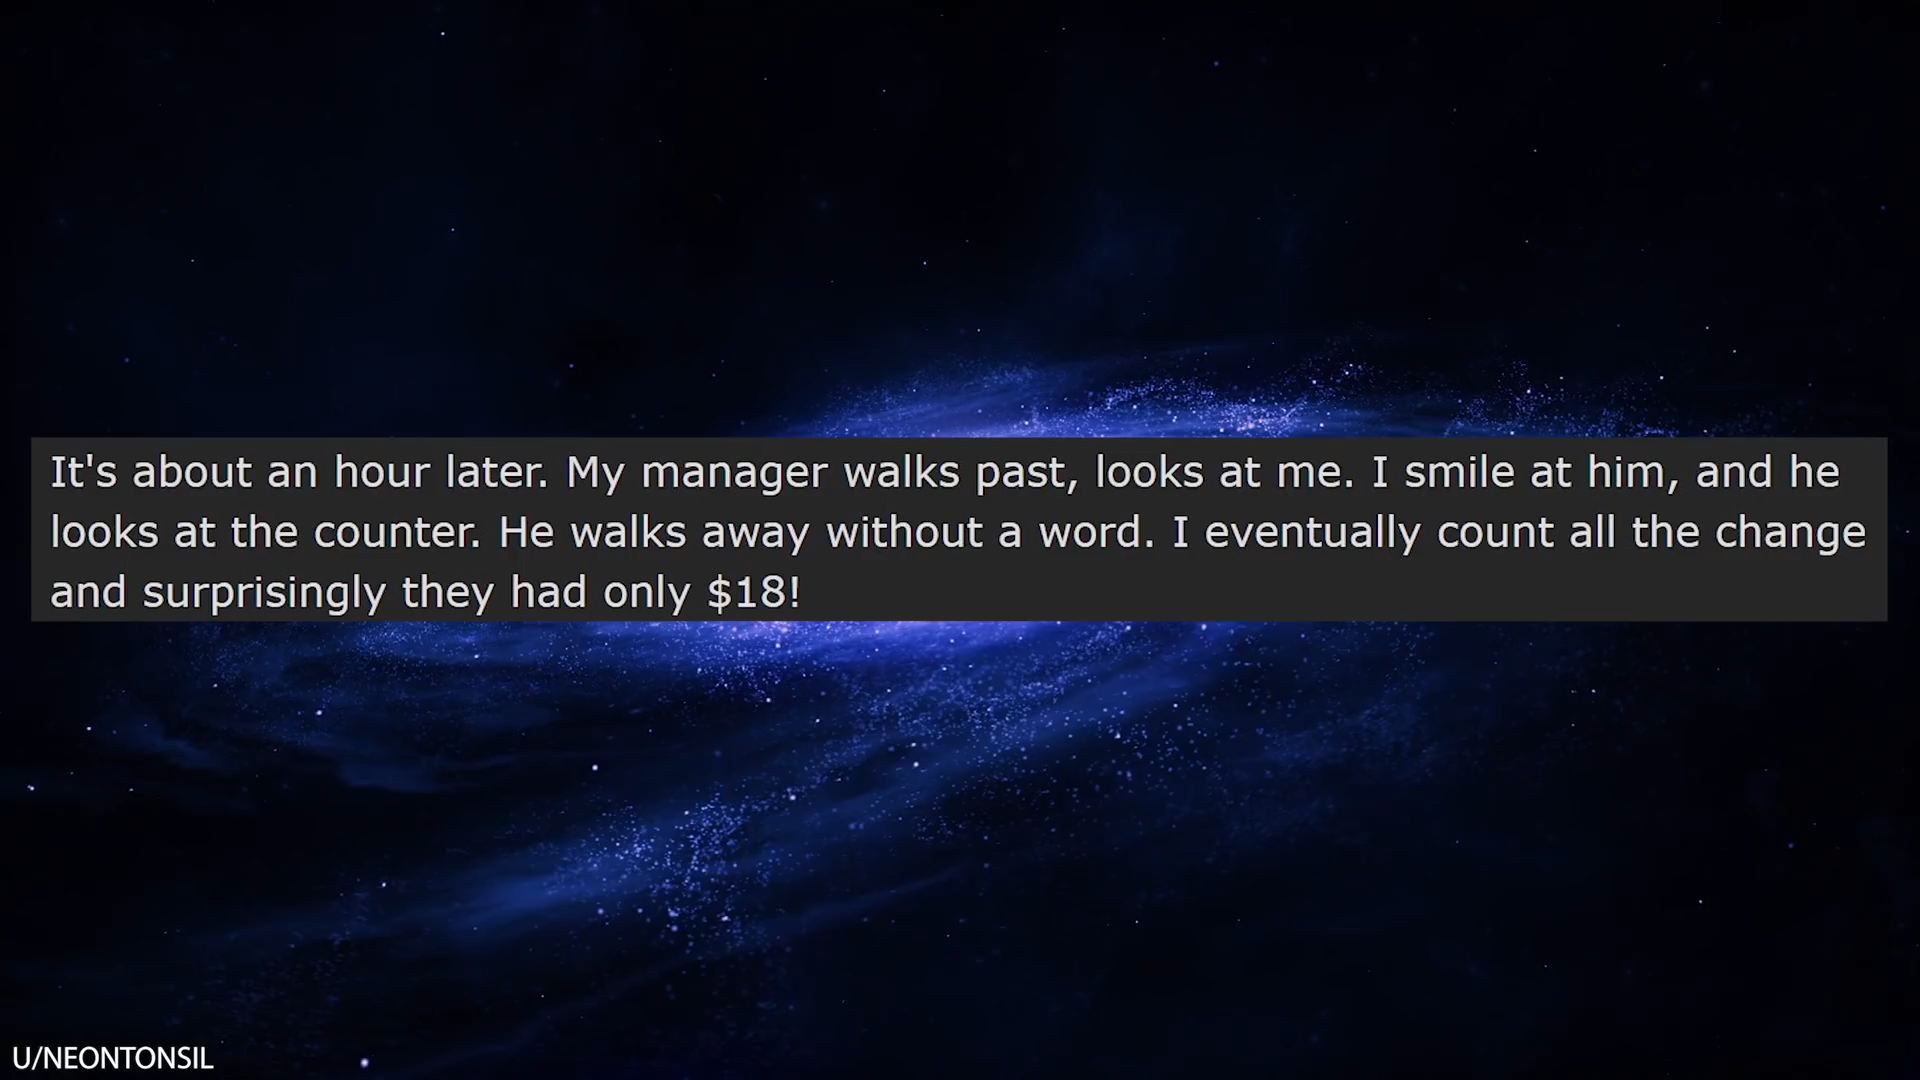 It's about an hour later. My manager walks past, looks at me. I smile at him, and he
looks at the counter. He walks away without a word. I eventually count all the change
and surprisingly they had only $18!
U/NEONTONSIL